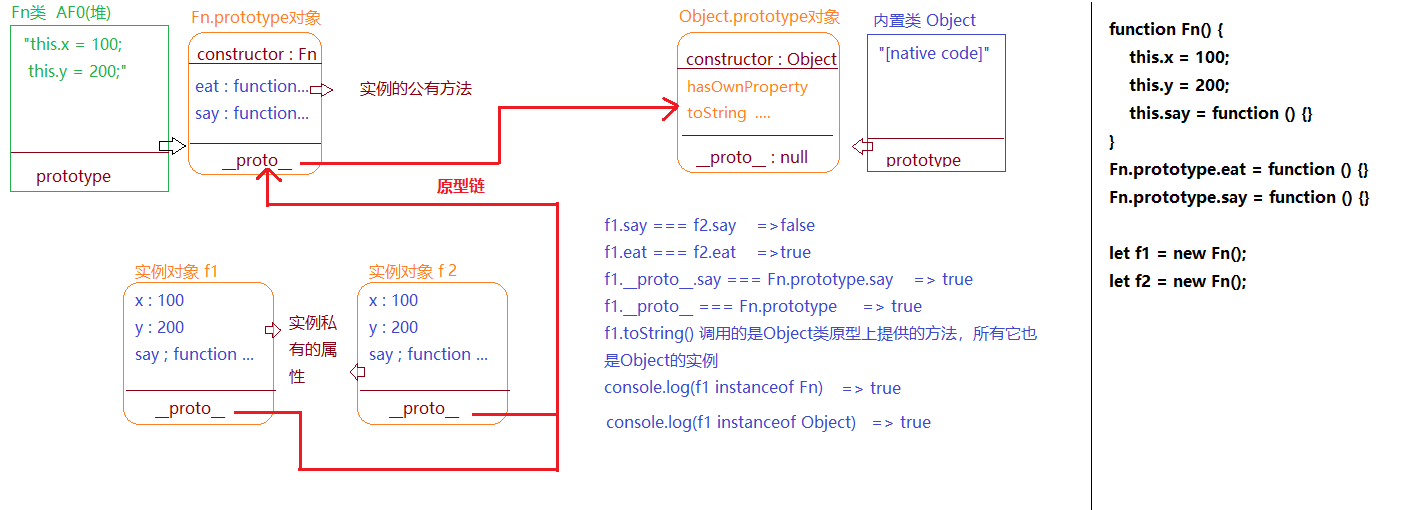 Fn类 AF0(堆)
"this.x = 100;
this.y = 200;"
prototype
Fn.prototype对象
constructor : Fn
eat : function...
say : function...
__proto__
实例的公有方法
原型链
Object.prototype对象
constructor : Object
hasOwnProperty
toString ....
__proto__ : null
内置类 Object
"[native code]"
prototype
实例对象 f1
x : 100
y : 200
say ; function ...
__proto__
实例私
有的属
性
实例对象 f 2
x : 100
y : 200
say ; function ...
__proto__
f1.say === f2.say =>false
f1.eat === f2.eat =>true
f1.__proto__.say === Fn.prototype.say => true
f1.__proto__ === Fn.prototype => true
f1.toString() 调用的是Object类原型上提供的方法，所有它也
是Object的实例
console.log(f1 instanceof Fn) => true
console.log(f1 instanceof Object) => true
function Fn() {
this.x = 100;
this.y = 200;
this.say = function () {}
}
Fn.prototype.eat = function () {}
Fn.prototype.say = function () {}
let f1 = new Fn();
let f2 = new Fn();